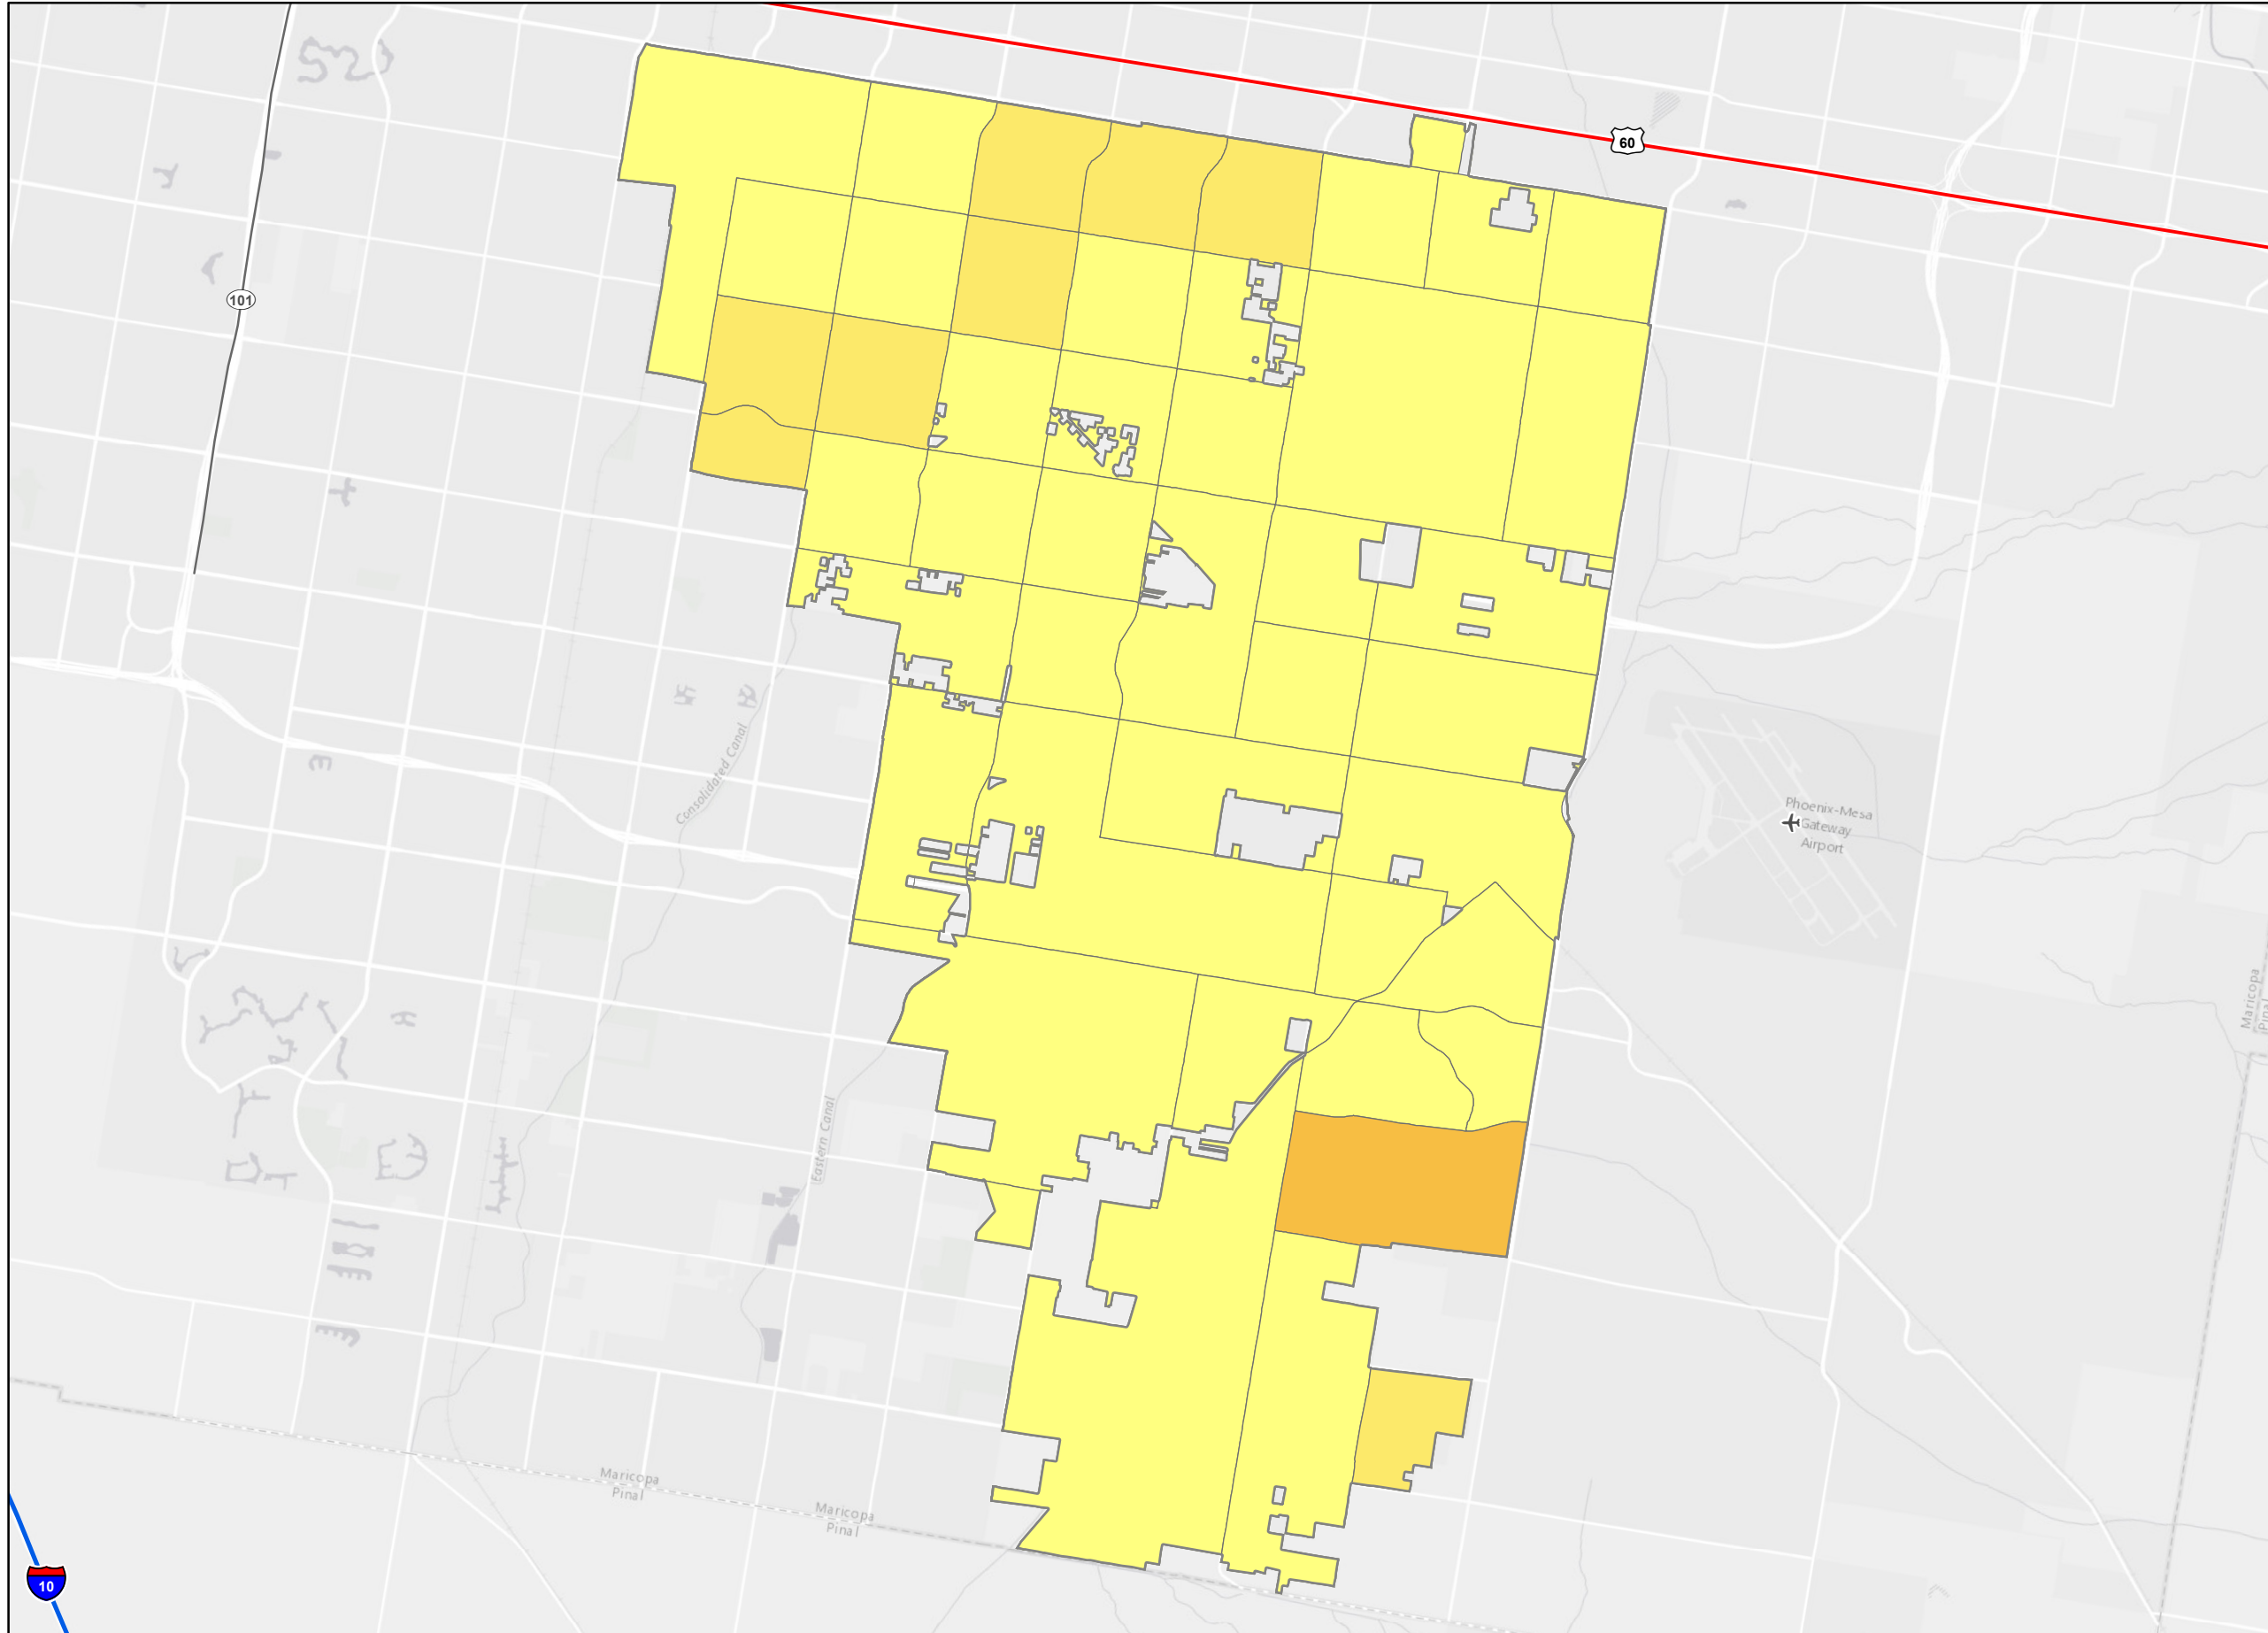 60
101
Consolidated Canal
Phoenix-Mesa
Gateway
Airport
Maricopa
Pinal
Eastern Canal
Maricopa
Pinal
Maricopa
Pinal
10